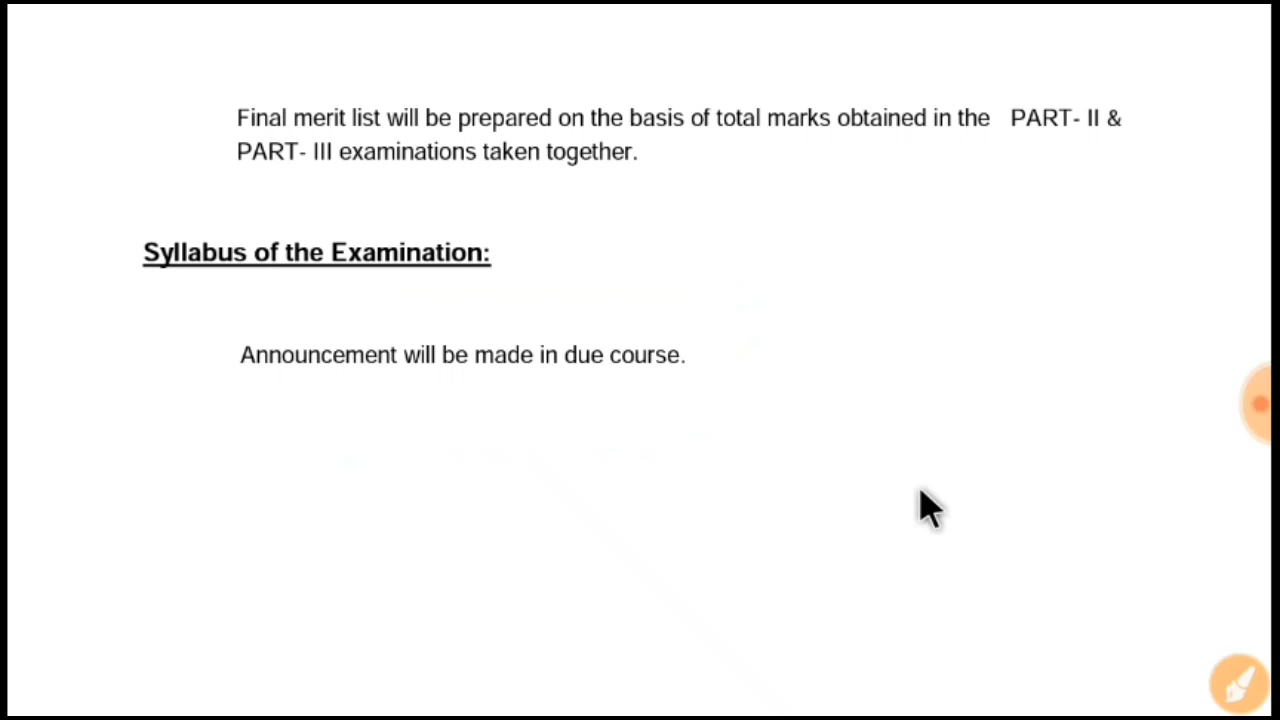 Final merit list will be prepared on the basis of total marks obtained in the PART- II &
PART- III examinations taken together.
Syllabus of the Examination:
Announcement will be made in due course.